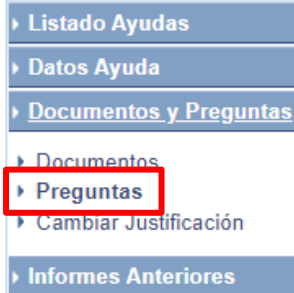 Listado Ayudas
Datos Ayuda
Documentos y Preguntas
Documentos
Preguntas
Cambiar Justificación
Informes Anteriores